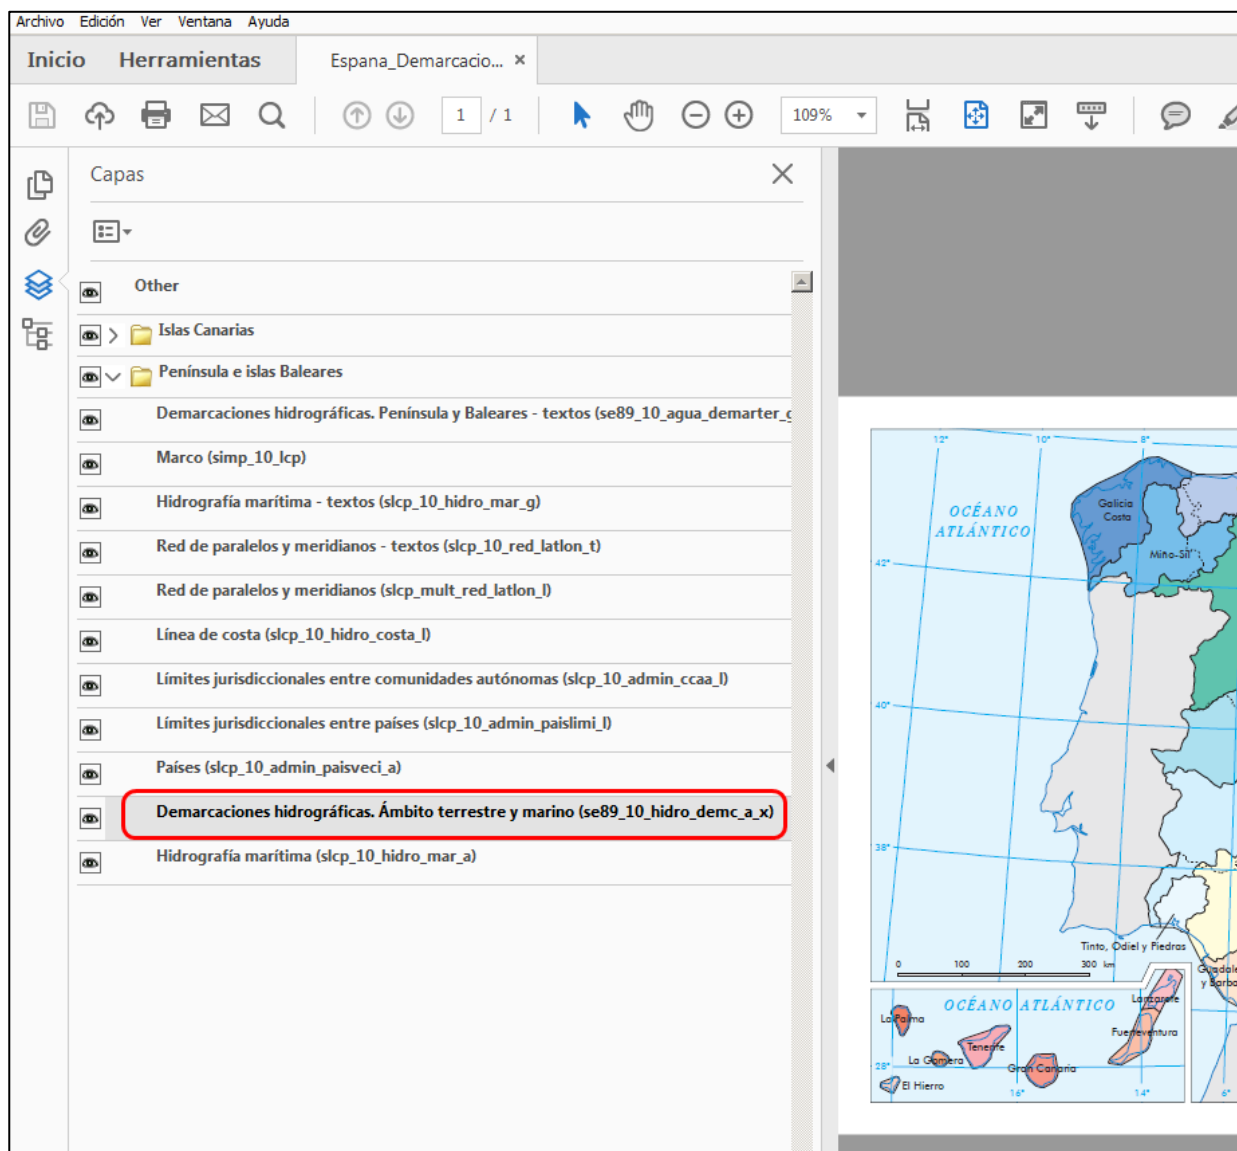 Archivo Edición Ver Ventana Ayuda
Inicio Herramientas Espana_Demarcacio... ×
1 / 1 109%
Capas
Other
Islas Canarias
Península e islas Baleares
Demarcaciones hidrográficas. Península y Baleares - textos (se89_10_agua_demarter_g
Marco (simp_10_lcp)
Hidrografía marítima - textos (slcp_10_hidro_mar_g)
Red de paralelos y meridianos - textos (slcp_10_red_latlon_t)
Red de paralelos y meridianos (slcp_mult_red_latlon_l)
Línea de costa (slcp_10_hidro_costa_l)
Límites jurisdiccionales entre comunidades autónomas (slcp_10_admin_ccaa_l)
Límites jurisdiccionales entre países (slcp_10_admin_paislimi_l)
Países (slcp_10_admin_paisveci_a)
Demarcaciones hidrográficas. Ámbito terrestre y marino (se89_10_hidro_demc_a_x)
Hidrografía marítima (slcp_10_hidro_mar_a)
12° 10° 8°
OCÉANO
ATLÁNTICO
Galicia
Costa
Miño-Sil
42°
40°
38°
Tinto, Odiel y Piedras
0 100 200 300 km
Guadale
y Barba
OCÉANO ATLÁNTICO
Lanzarote
La Palma
Fuerteventura
Tenerife
La Gomera
Gran Canaria
28°
El Hierro
16° 14° 6°